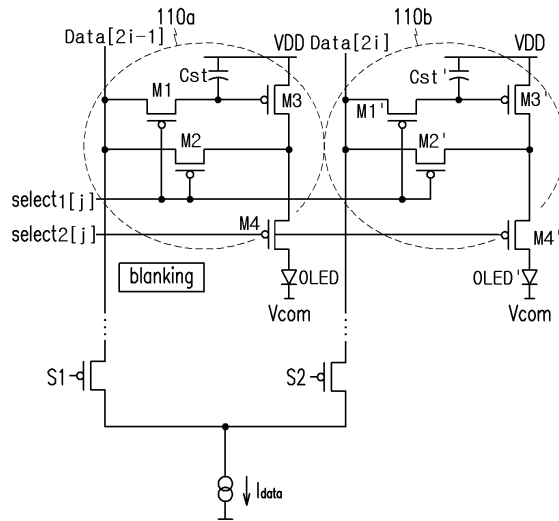 110a 110b
Data[2i-1] VDD Data[2i] VDD
Cst Cst'
M1 M3 M1' M3'
M2 M2'
select1[j]
select2[j] M4 M4'
blanking OLED OLED'
Vcom Vcom
S1 S2
Idata